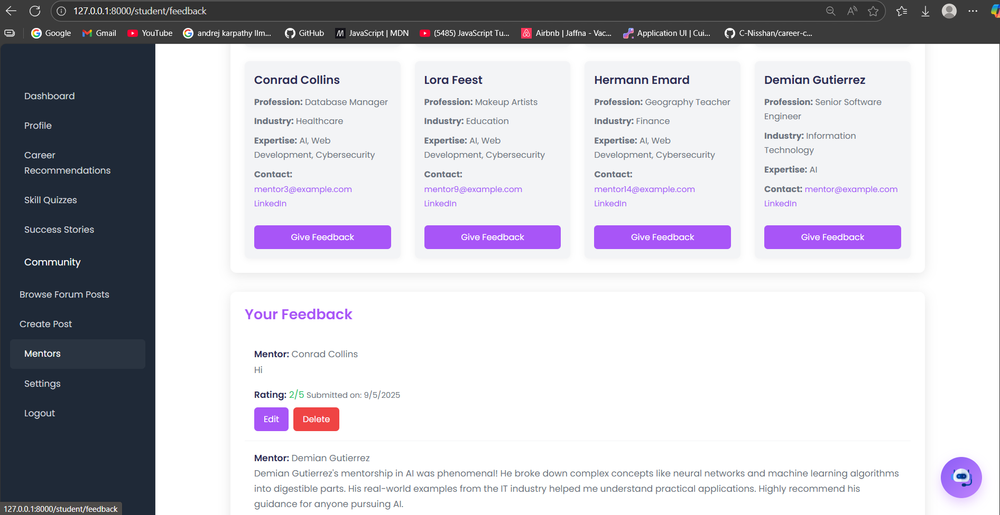 127.0.0.1:8000/student/feedback
Google
Gmail
YouTube
andrej karpathy llm...
GitHub
JavaScript | MDN
(5485) JavaScript Tu...
Airbnb | Jaffna - Vac...
Application UI | Cui...
C-Nisshan/career-c...
Dashboard
Profile
Career
Recommendations
Skill Quizzes
Success Stories
Community
Browse Forum Posts
Create Post
Mentors
Settings
Logout
Conrad Collins
Profession: Database Manager
Industry: Healthcare
Expertise: AI, Web
Development, Cybersecurity
Contact:
mentor3@example.com
LinkedIn
Give Feedback
Lora Feest
Profession: Makeup Artists
Industry: Education
Expertise: AI, Web
Development, Cybersecurity
Contact:
mentor9@example.com
LinkedIn
Give Feedback
Hermann Emard
Profession: Geography Teacher
Industry: Finance
Expertise: AI, Web
Development, Cybersecurity
Contact:
mentor14@example.com
LinkedIn
Give Feedback
Demian Gutierrez
Profession: Senior Software
Engineer
Industry: Information
Technology
Expertise: AI
Contact: mentor@example.com
LinkedIn
Give Feedback
Your Feedback
Mentor: Conrad Collins
Hi
Rating: 2/5 Submitted on: 9/5/2025
Edit
Delete
Mentor: Demian Gutierrez
Demian Gutierrez's mentorship in AI was phenomenal! He broke down complex concepts like neural networks and machine learning algorithms
into digestible parts. His real-world examples from the IT industry helped me understand practical applications. Highly recommend his
guidance for anyone pursuing AI.
127.0.0.1:8000/student/feedback